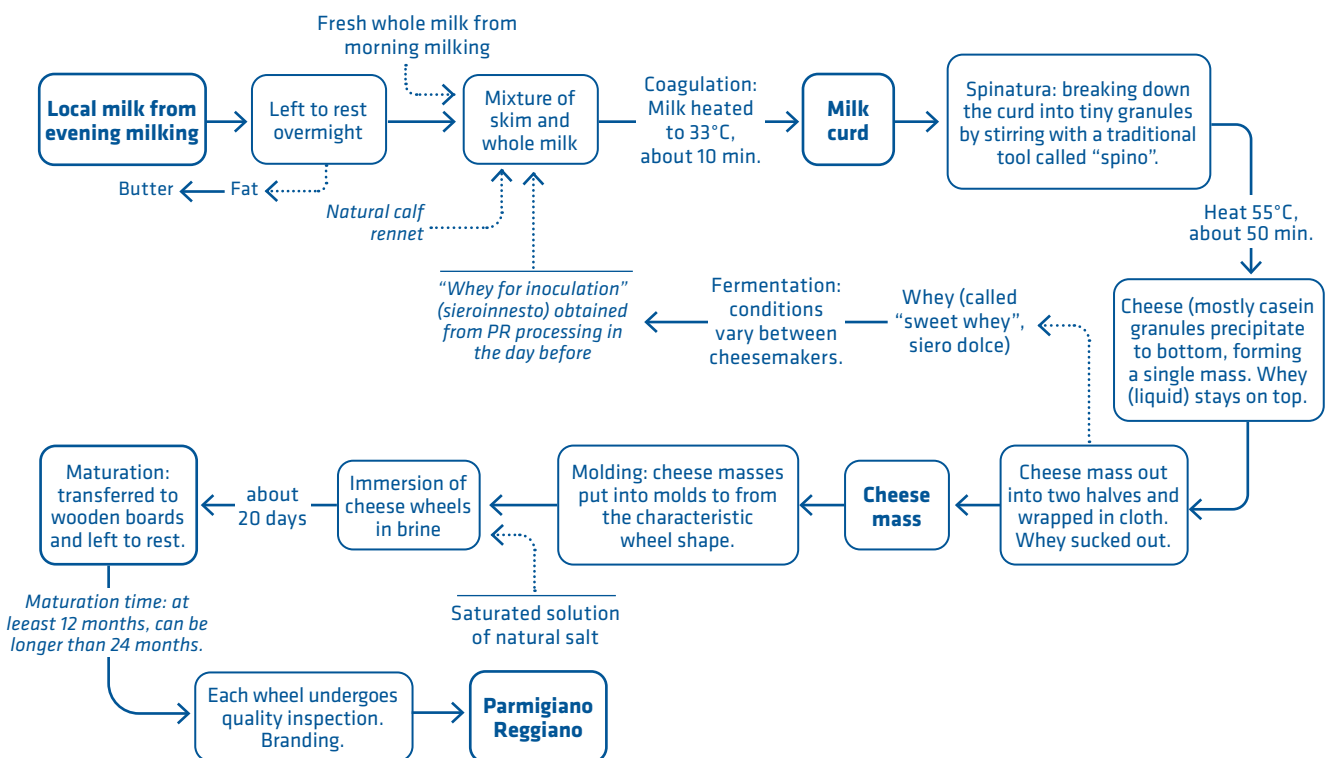 Fresh whole milk from
morning milking
Local milk from
evening milking
Left to rest
overmight
Mixture of
skim and
whole milk
Coagulation:
Milk heated
to 33°C,
about 10 min.
Milk
curd
Spinatura: breaking down
the curd into tiny granules
by stirring with a traditional
tool called “spino”.
Butter
Fat
Natural calf
rennet
Heat 55°C,
about 50 min.
“Whey for inoculation”
(sieroinnesto) obtained
from PR processing in
the day before
Fermentation:
conditions
vary between
cheesemakers.
Whey (called
“sweet whey”,
siero dolce)
Cheese (mostly casein
granules precipitate
to bottom, forming
a single mass. Whey
(liquid) stays on top.
Maturation:
transferred to
wooden boards
and left to rest.
about
20 days
Immersion of
cheese wheels
in brine
Molding: cheese masses
put into molds to from
the characteristic
wheel shape.
Cheese
mass
Cheese mass out
into two halves and
wrapped in cloth.
Whey sucked out.
Maturation time: at
leeast 12 months, can be
longer than 24 months.
Saturated solution
of natural salt
Each wheel undergoes
quality inspection.
Branding.
Parmigiano
Reggiano